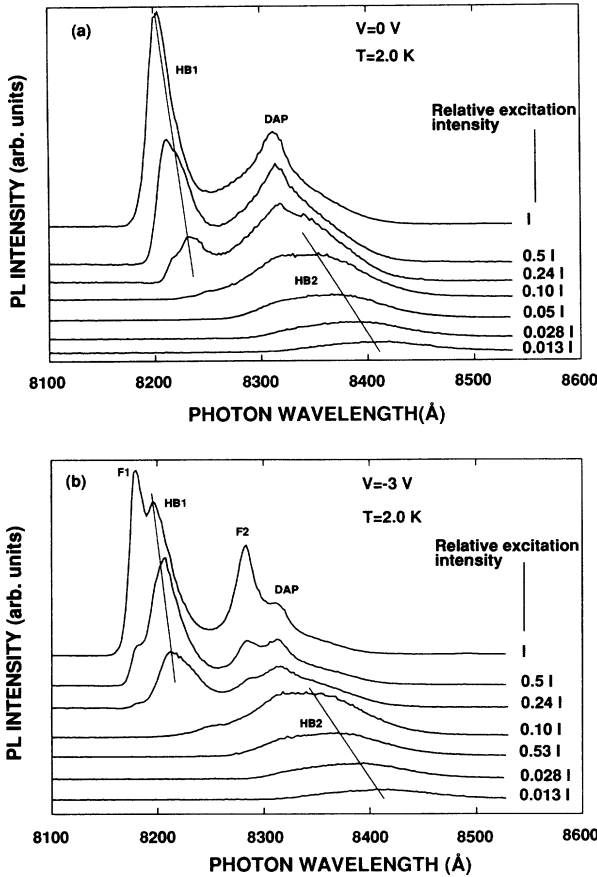 (a)
V=0 V
T=2.0 K
HB1
DAP
HB2
Relative excitation
intensity
I
0.5 I
0.24 I
0.10 I
0.05 I
0.028 I
0.013 I
PL INTENSITY (arb. units)
8100 8200 8300 8400 8500 8600
PHOTON WAVELENGTH(Å)
(b)
V=-3 V
T=2.0 K
F1
HB1
F2
DAP
HB2
Relative excitation
intensity
I
0.5 I
0.24 I
0.10 I
0.53 I
0.028 I
0.013 I
PL INTENSITY (arb. units)
8100 8200 8300 8400 8500 8600
PHOTON WAVELENGTH (Å)